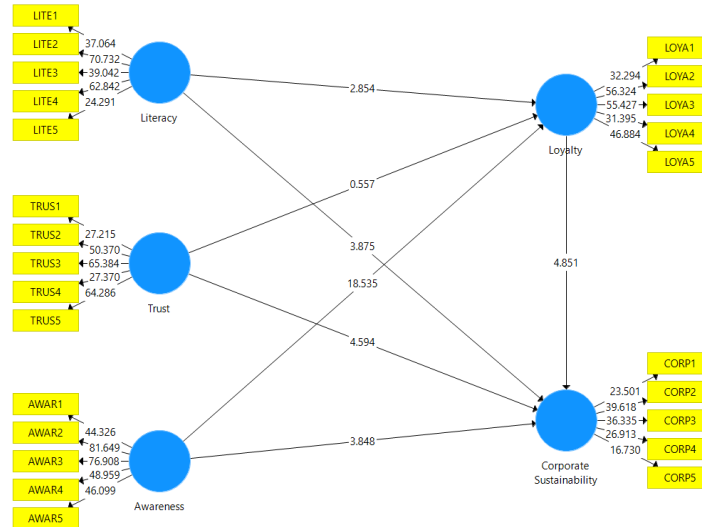 LITE1
LITE2
LITE3
LITE4
LITE5
37.064
70.732
39.042
62.842
24.291
Literacy
TRUS1
TRUS2
TRUS3
TRUS4
TRUS5
27.215
50.370
65.384
27.370
64.286
Trust
AWAR1
AWAR2
AWAR3
AWAR4
AWAR5
44.326
81.649
76.908
48.959
46.099
Awareness
2.854
0.557
3.875
18.535
4.594
3.848
4.851
LOYA1
LOYA2
LOYA3
LOYA4
LOYA5
32.294
56.324
55.427
31.395
46.884
Loyalty
CORP1
CORP2
CORP3
CORP4
CORP5
23.501
39.618
36.335
26.913
16.730
Corporate
Sustainability